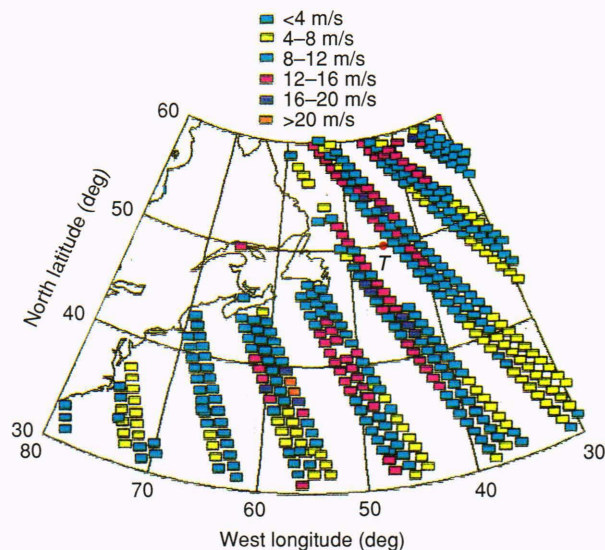 <4 m/s
4–8 m/s
8–12 m/s
12–16 m/s
16–20 m/s
>20 m/s
60
50
40
30
North latitude (deg)
T
80
70
60
50
40
30
West longitude (deg)